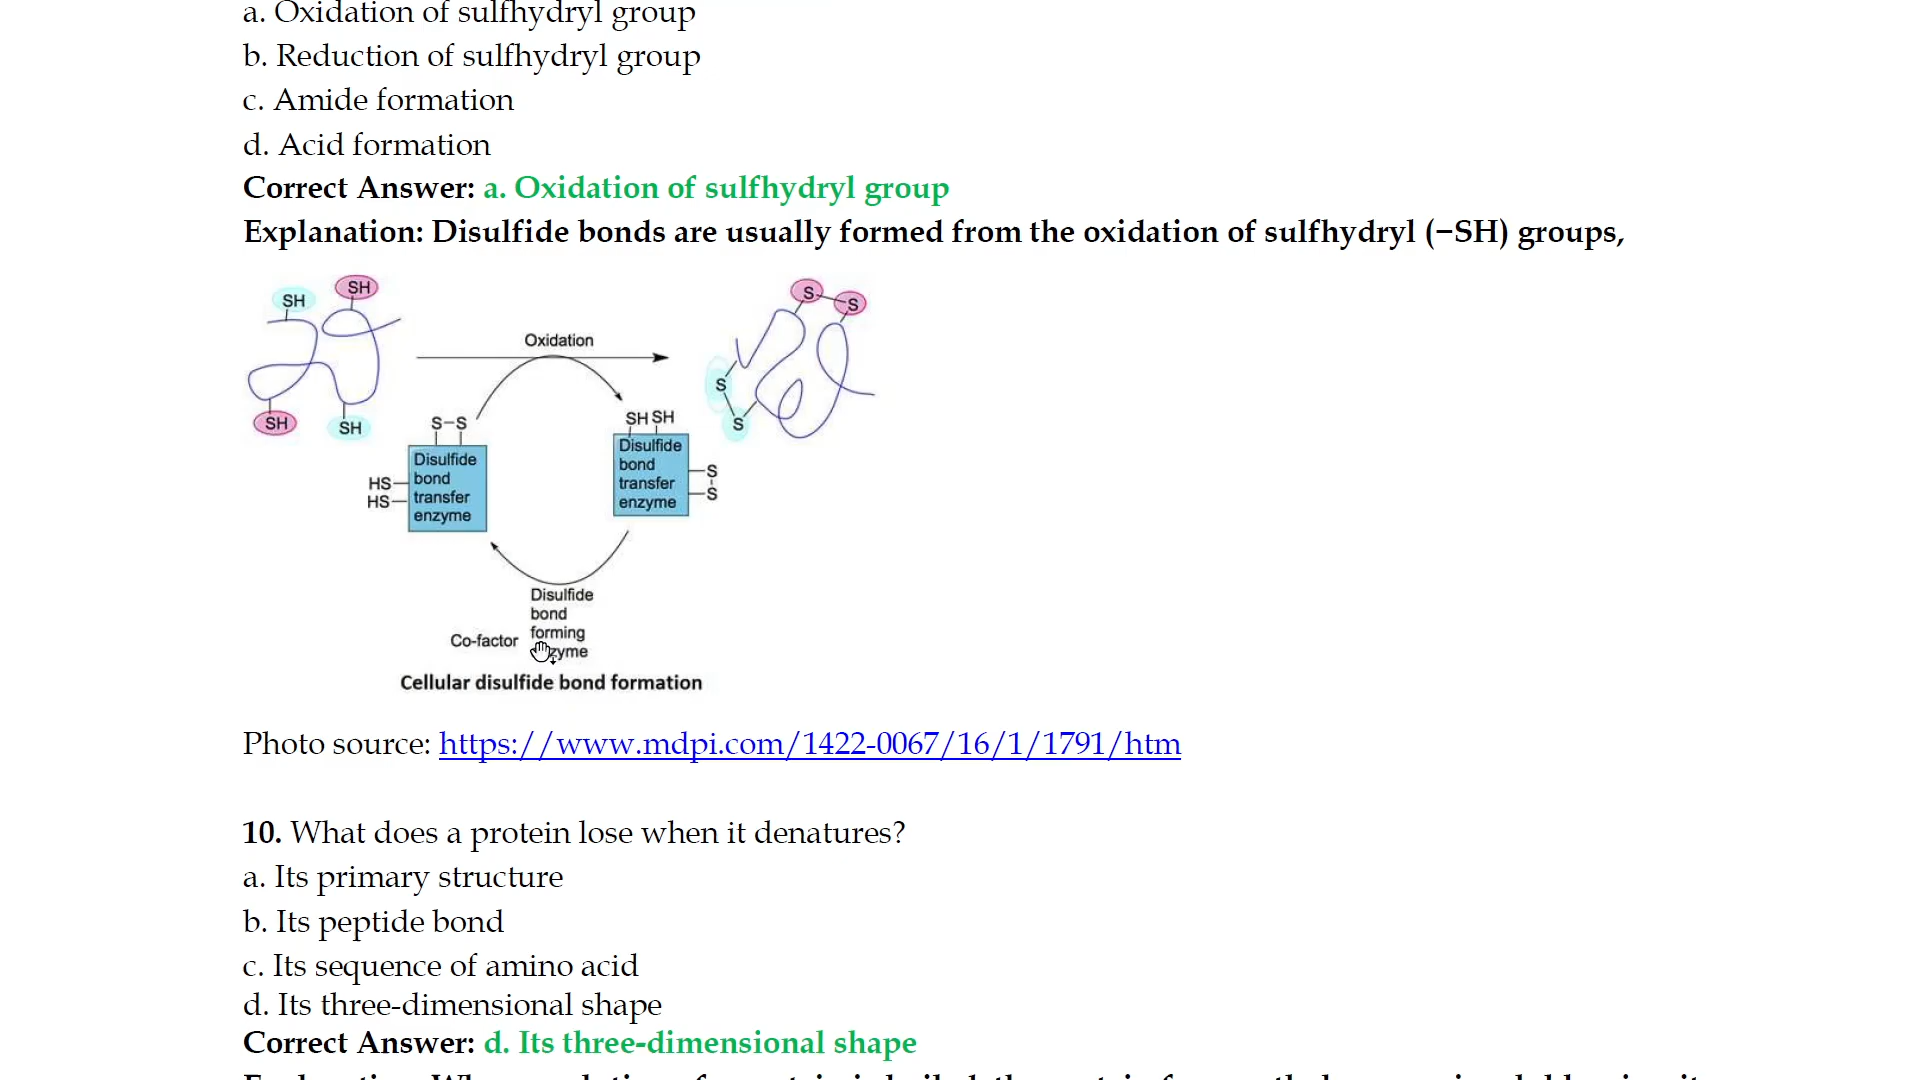 a. Oxidation of sulfhydryl group
b. Reduction of sulfhydryl group
c. Amide formation
d. Acid formation
Correct Answer: a. Oxidation of sulfhydryl group
Explanation: Disulfide bonds are usually formed from the oxidation of sulfhydryl (−SH) groups,
SH
SH
SH
SH
Oxidation
S
S
S
S
S–S
HS
HS
Disulfide
bond
transfer
enzyme
SH SH
Disulfide
bond
transfer
enzyme
S
S
Co-factor
Disulfide
bond
forming
zyme
Cellular disulfide bond formation
Photo source: https://www.mdpi.com/1422-0067/16/1/1791/htm
10. What does a protein lose when it denatures?
a. Its primary structure
b. Its peptide bond
c. Its sequence of amino acid
d. Its three-dimensional shape
Correct Answer: d. Its three-dimensional shape